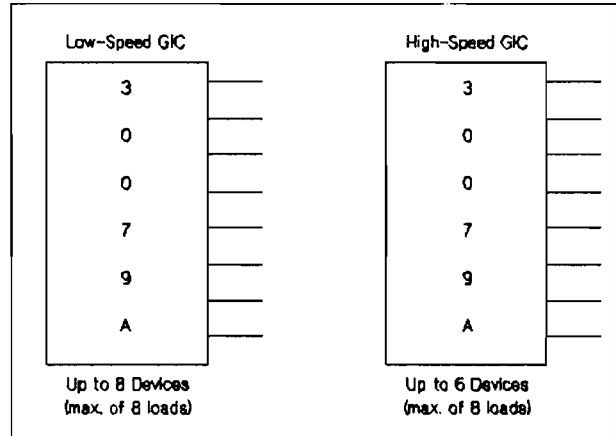 Low-Speed GIC
3
0
0
7
9
A
Up to 8 Devices
(max. of 8 loads)
High-Speed GIC
3
0
0
7
9
A
Up to 6 Devices
(max. of 8 loads)